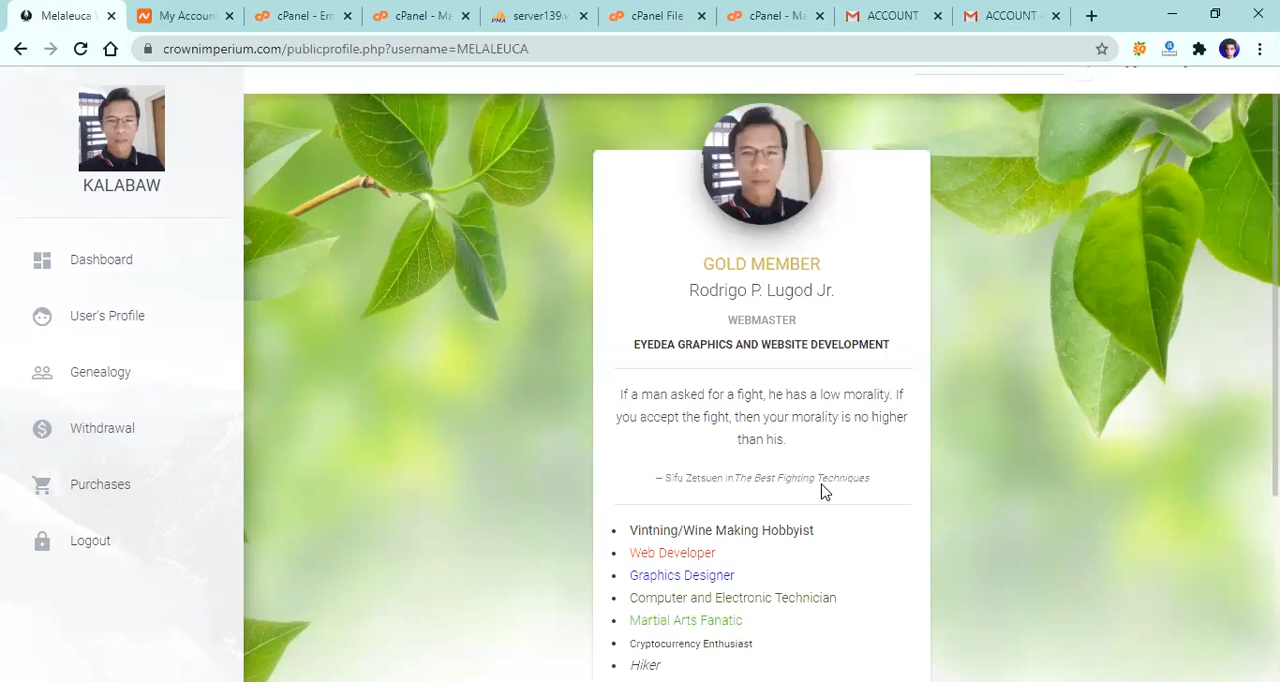 Melaleuca
My Accoun
cPanel - Em
cPanel - Ma
server139.v
cPanel File
cPanel - Ma
ACCOUNT
ACCOUNT -
crownimperium.com/publicprofile.php?username=MELALEUCA
KALABAW
Dashboard
User's Profile
Genealogy
Withdrawal
Purchases
Logout
GOLD MEMBER
Rodrigo P. Lugod Jr.
WEBMASTER
EYEDEA GRAPHICS AND WEBSITE DEVELOPMENT
If a man asked for a fight, he has a low morality. If
you accept the fight, then your morality is no higher
than his.
— Sifu Zetsuen in The Best Fighting Techniques
Vintning/Wine Making Hobbyist
Web Developer
Graphics Designer
Computer and Electronic Technician
Martial Arts Fanatic
Cryptocurrency Enthusiast
Hiker